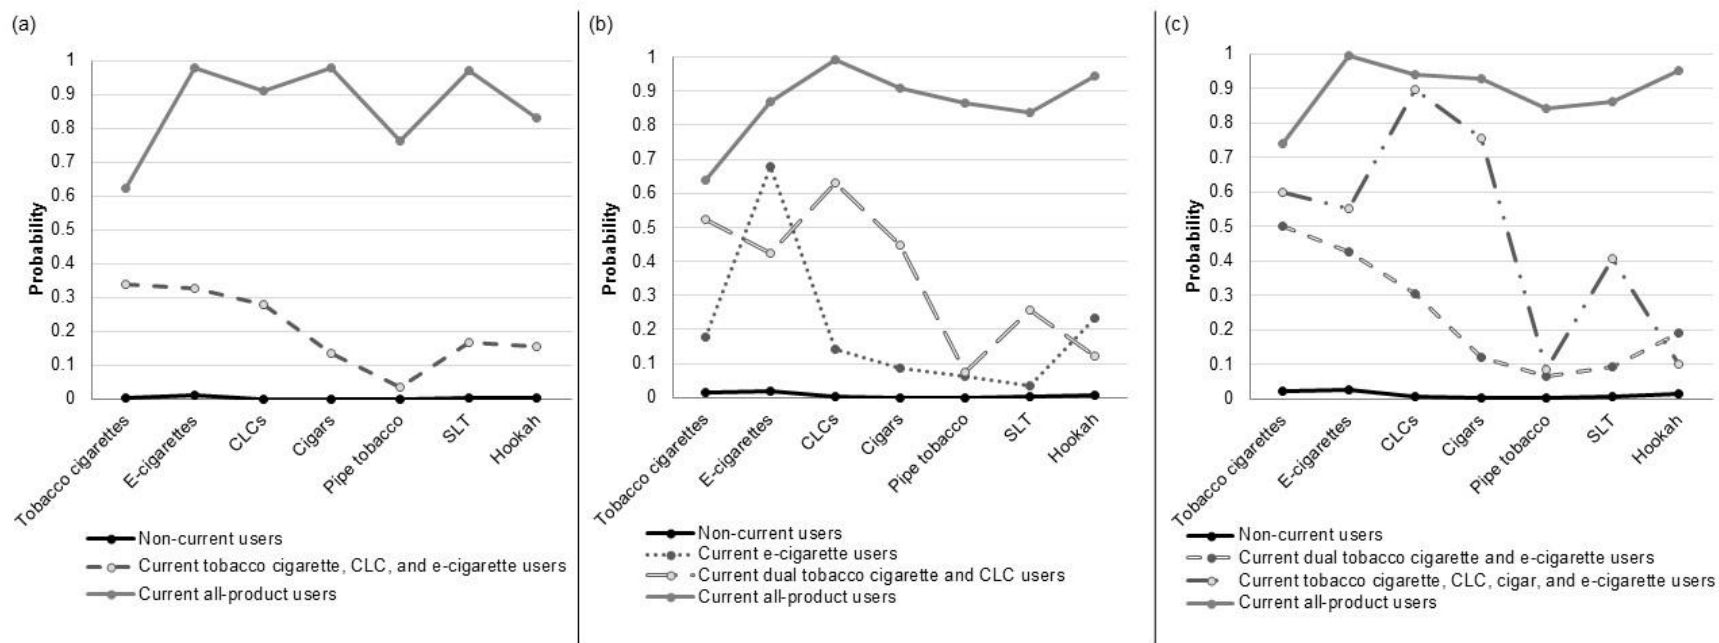 (a)
Probability
1
0.9
0.8
0.7
0.6
0.5
0.4
0.3
0.2
0.1
0
Tobacco cigarettes
E-cigarettes
CLCs
Cigars
Pipe tobacco
SLT
Hookah
Non-current users
Current tobacco cigarette, CLC, and e-cigarette users
Current all-product users
(b)
Probability
1
0.9
0.8
0.7
0.6
0.5
0.4
0.3
0.2
0.1
0
Tobacco cigarettes
E-cigarettes
CLCs
Cigars
Pipe tobacco
SLT
Hookah
Non-current users
Current e-cigarette users
Current dual tobacco cigarette and CLC users
Current all-product users
(c)
Probability
1
0.9
0.8
0.7
0.6
0.5
0.4
0.3
0.2
0.1
0
Tobacco cigarettes
E-cigarettes
CLCs
Cigars
Pipe tobacco
SLT
Hookah
Non-current users
Current dual tobacco cigarette and e-cigarette users
Current tobacco cigarette, CLC, cigar, and e-cigarette users
Current all-product users